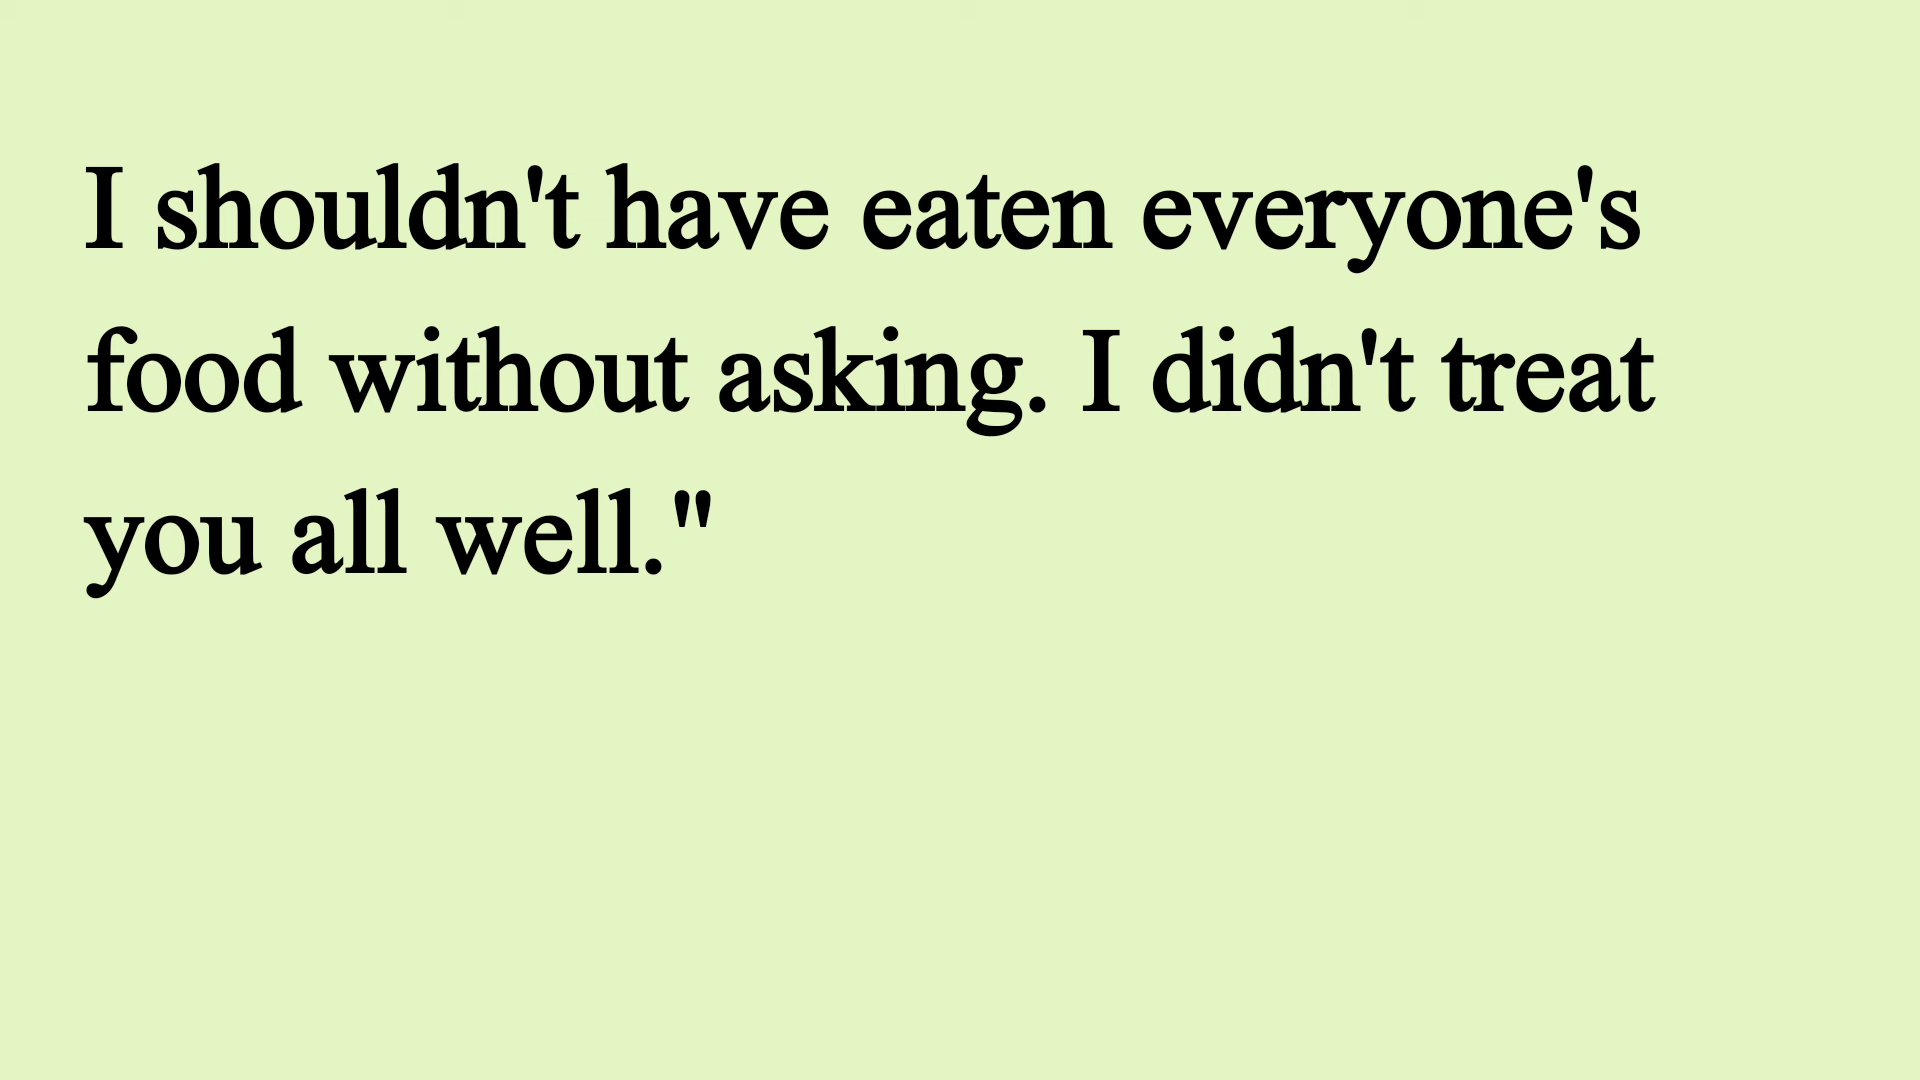 I shouldn't have eaten everyone's
food without asking. I didn't treat
you all well."